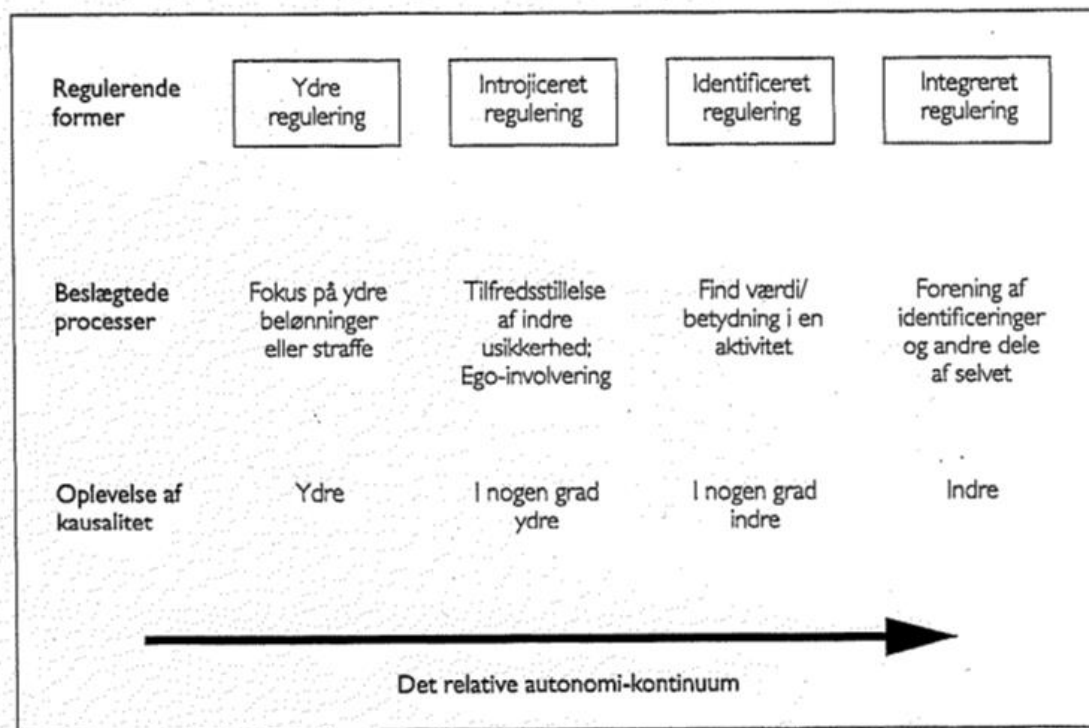 Regulerende
former
Ydre
regulering
Introjiceret
regulering
Identificeret
regulering
Integreret
regulering
Beslægtede
processer
Fokus på ydre
belønninger
eller straffe
Tilfredsstillelse
af indre
usikkerhed;
Ego-involvering
Find værdi/
betydning i en
aktivitet
Forening af
identificeringer
og andre dele
af selvet
Oplevelse af
kausalitet
Ydre
I nogen grad
ydre
I nogen grad
indre
Indre
Det relative autonomi-kontinuum